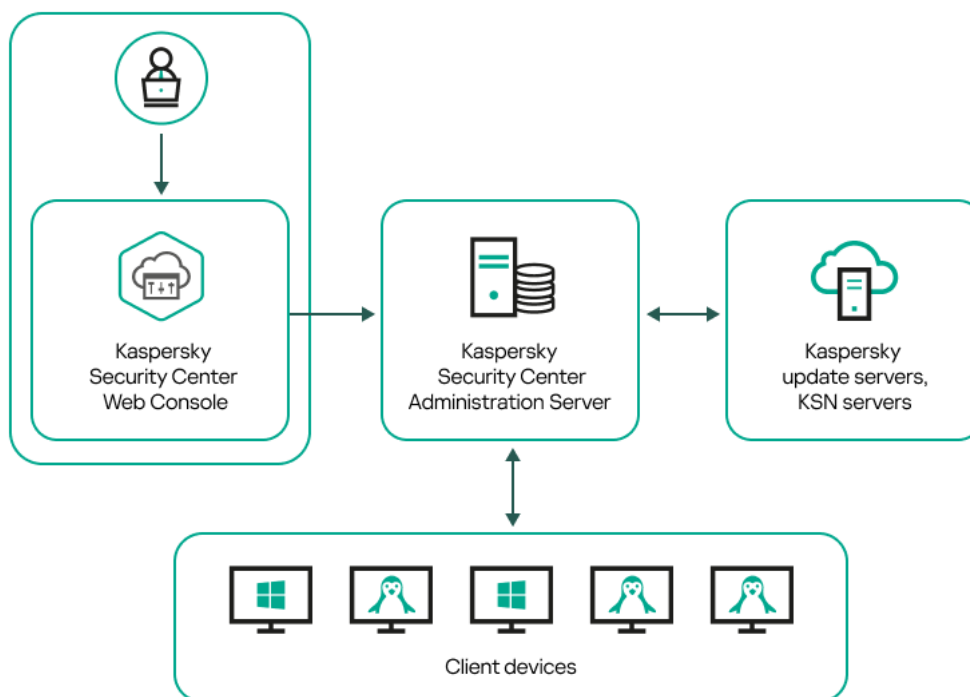 Kaspersky
Security Center
Web Console
Kaspersky
Security Center
Administration Server
Kaspersky
update servers,
KSN servers
Client devices